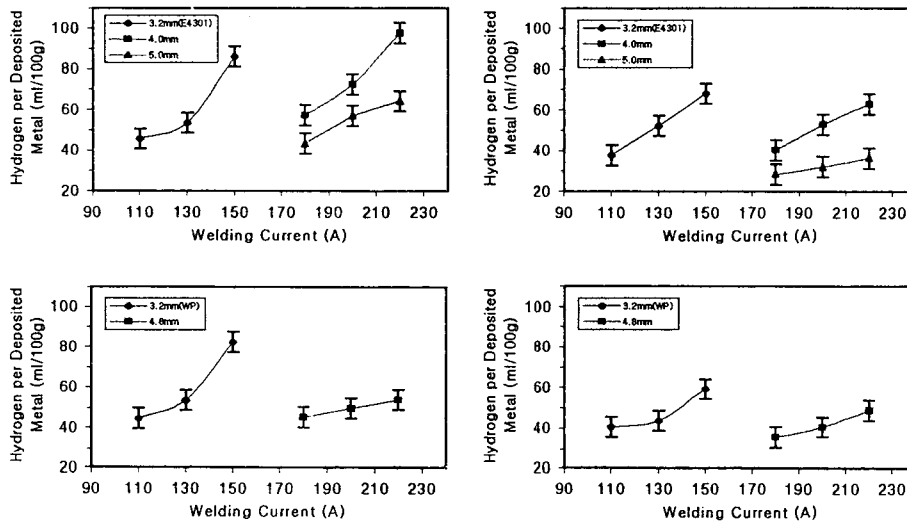 Hydrogen per Deposited
Metal (ml/100g)
100
80
60
40
20
3.2mm(E4301)
4.0mm
5.0mm
90 110 130 150 170 190 210 230
Welding Current (A)
Hydrogen per Deposited
Metal (ml/100g)
100
80
60
40
20
3.2mm(E4301)
4.0mm
5.0mm
90 110 130 150 170 190 210 230
Welding Current (A)
Hydrogen per Deposited
Metal (ml/100g)
100
80
60
40
20
3.2mm(WP)
4.8mm
90 110 130 150 170 190 210 230
Welding Current (A)
Hydrogen per Deposited
Metal (ml/100g)
100
80
60
40
20
3.2mm(WP)
4.8mm
90 110 130 150 170 190 210 230
Welding Current (A)